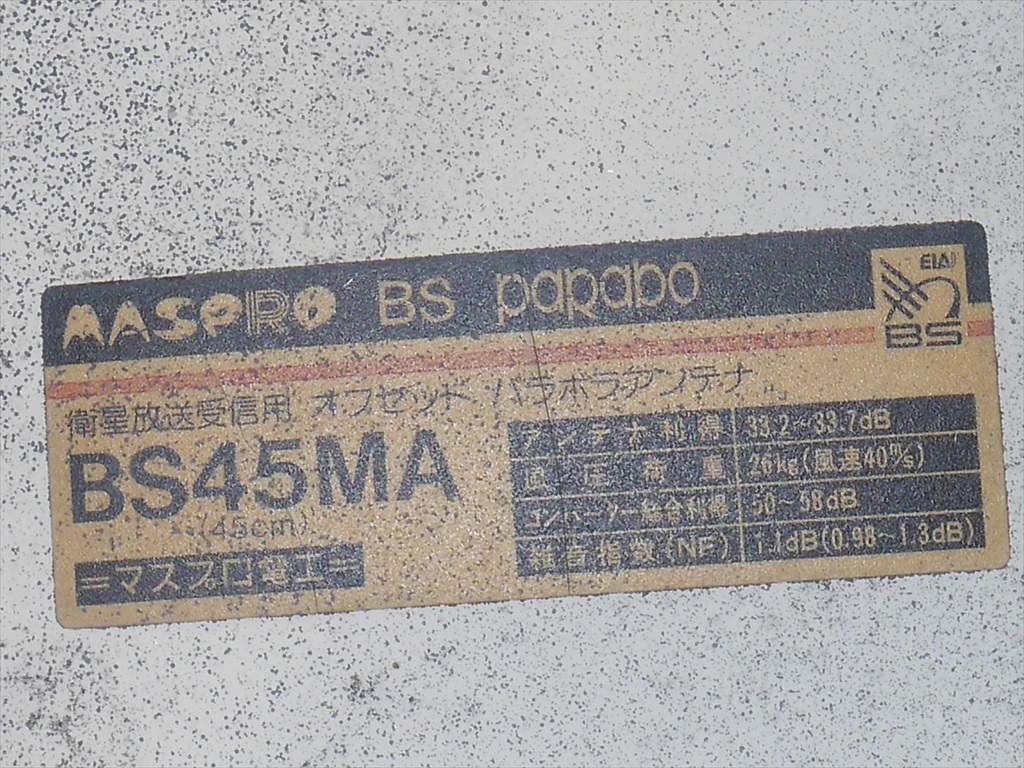 MASPRO BS parabo
EIAJ
BS
衛星放送受信用 オフセット パラボラアンテナ
BS45MA
(45cm)
=マスプロ電工=
アンテナ利得 33.2~33.7dB
風圧荷重 26kg(風速40m/s)
コンバーター総合利得 50~58dB
雑音指数(NF) 1.1dB(0.98~1.3dB)